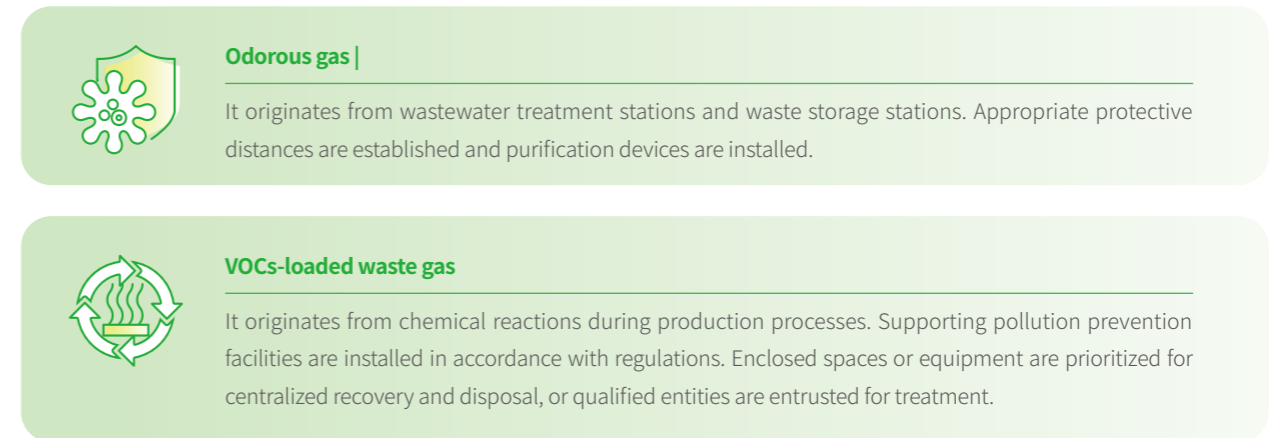 Odorous gas |
It originates from wastewater treatment stations and waste storage stations. Appropriate protective
distances are established and purification devices are installed.
VOCs-loaded waste gas
It originates from chemical reactions during production processes. Supporting pollution prevention
facilities are installed in accordance with regulations. Enclosed spaces or equipment are prioritized for
centralized recovery and disposal, or qualified entities are entrusted for treatment.